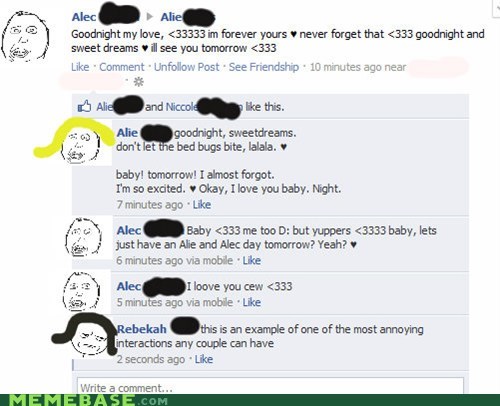 Alec Alie
Goodnight my love, <33333 im forever yours ♥ never forget that <333 goodnight and
sweet dreams ♥ ill see you tomorrow <333
Like · Comment · Unfollow Post · See Friendship · 10 minutes ago near
Alie and Niccole like this.
Alie goodnight, sweetdreams.
don't let the bed bugs bite, lalala. ♥
baby! tomorrow! I almost forgot.
I'm so excited. ♥ Okay, I love you baby. Night.
7 minutes ago · Like
Alec Baby <333 me too D: but yuppers <3333 baby, lets
just have an Alie and Alec day tomorrow? Yeah? ♥
6 minutes ago via mobile · Like
Alec I loove you cew <333
5 minutes ago via mobile · Like
Rebekah this is an example of one of the most annoying
interactions any couple can have
2 seconds ago · Like
Write a comment...
MEMEBASE.COM